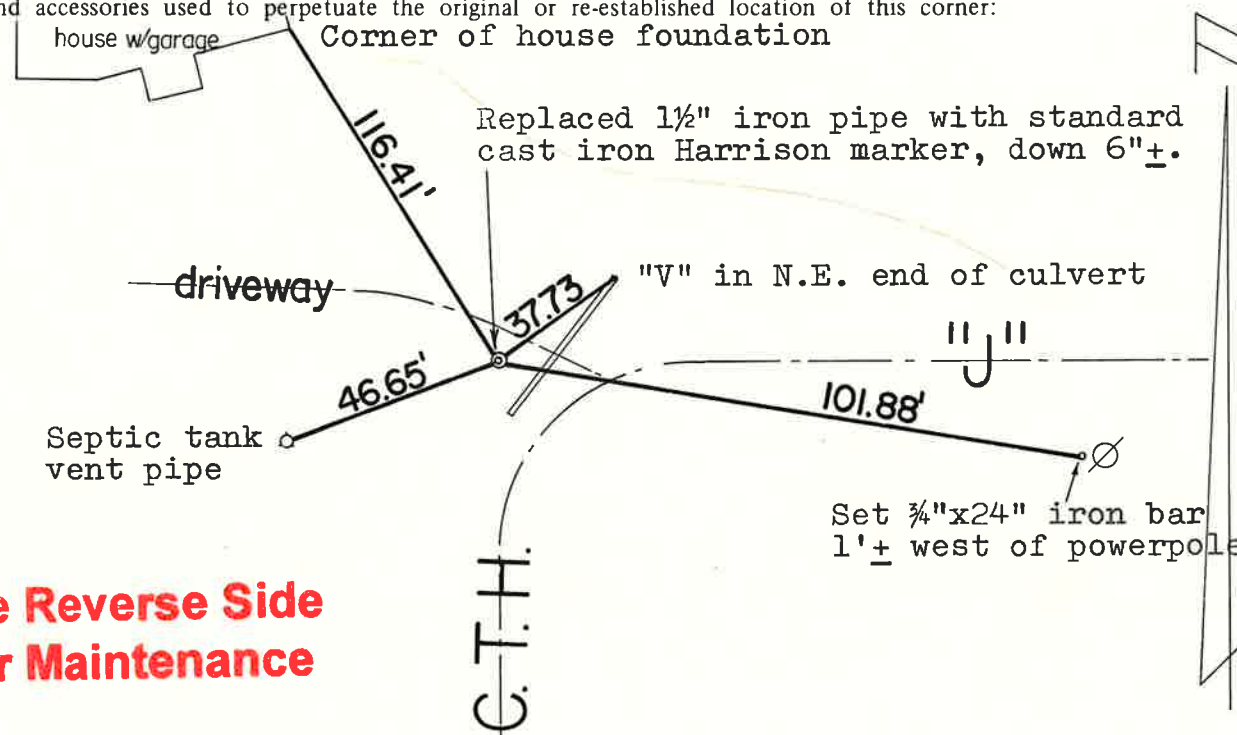 nd accessories used to perpetuate the original or re-established location of this corner:
house w/garage
Corner of house foundation
116.41'
Replaced 1½" iron pipe with standard
cast iron Harrison marker, down 6"±.
driveway
37.73
"V" in N.E. end of culvert
"J"
46.65'
101.88'
Septic tank
vent pipe
Set ¾"x24" iron bar
1'± west of powerpole
C. T. H.
e Reverse Side
r Maintenance